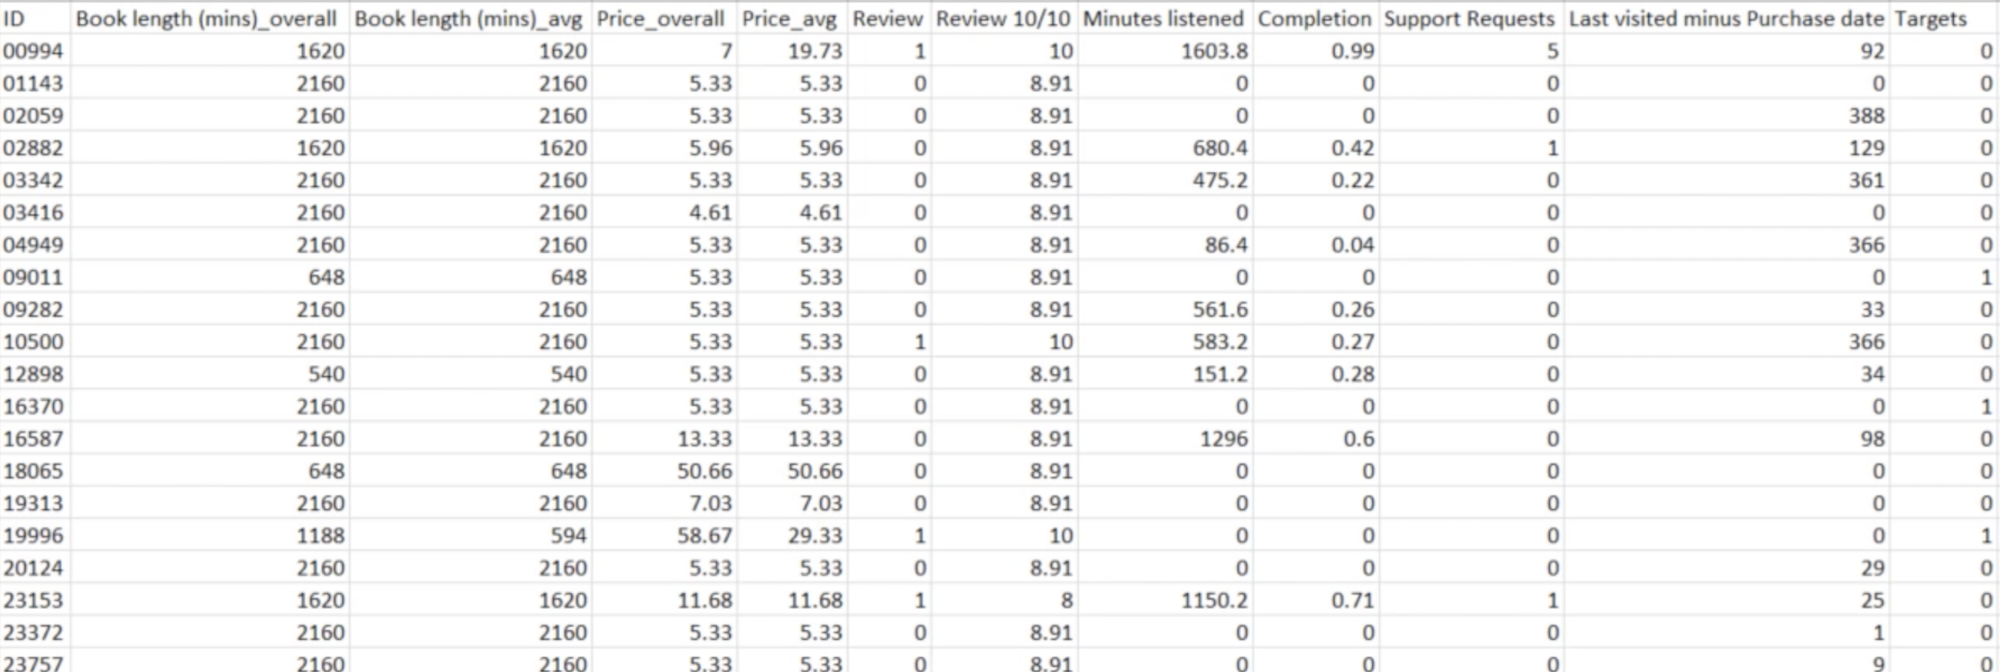 ID Book length (mins)_overall Book length (mins)_avg Price_overall Price_avg Review Review 10/10 Minutes listened Completion Support Requests Last visited minus Purchase date Targets
00994 1620 1620 7 19.73 1 10 1603.8 0.99 5 92 0
01143 2160 2160 5.33 5.33 0 8.91 0 0 0 0 0
02059 2160 2160 5.33 5.33 0 8.91 0 0 0 388 0
02882 1620 1620 5.96 5.96 0 8.91 680.4 0.42 1 129 0
03342 2160 2160 5.33 5.33 0 8.91 475.2 0.22 0 361 0
03416 2160 2160 4.61 4.61 0 8.91 0 0 0 0 0
04949 2160 2160 5.33 5.33 0 8.91 86.4 0.04 0 366 0
09011 648 648 5.33 5.33 0 8.91 0 0 0 0 1
09282 2160 2160 5.33 5.33 0 8.91 561.6 0.26 0 33 0
10500 2160 2160 5.33 5.33 1 10 583.2 0.27 0 366 0
12898 540 540 5.33 5.33 0 8.91 151.2 0.28 0 34 0
16370 2160 2160 5.33 5.33 0 8.91 0 0 0 0 1
16587 2160 2160 13.33 13.33 0 8.91 1296 0.6 0 98 0
18065 648 648 50.66 50.66 0 8.91 0 0 0 0 0
19313 2160 2160 7.03 7.03 0 8.91 0 0 0 0 0
19996 1188 594 58.67 29.33 1 10 0 0 0 0 1
20124 2160 2160 5.33 5.33 0 8.91 0 0 0 29 0
23153 1620 1620 11.68 11.68 1 8 1150.2 0.71 1 25 0
23372 2160 2160 5.33 5.33 0 8.91 0 0 0 1 0
23757 2160 2160 5.33 5.33 0 8.91 0 0 0 9 0